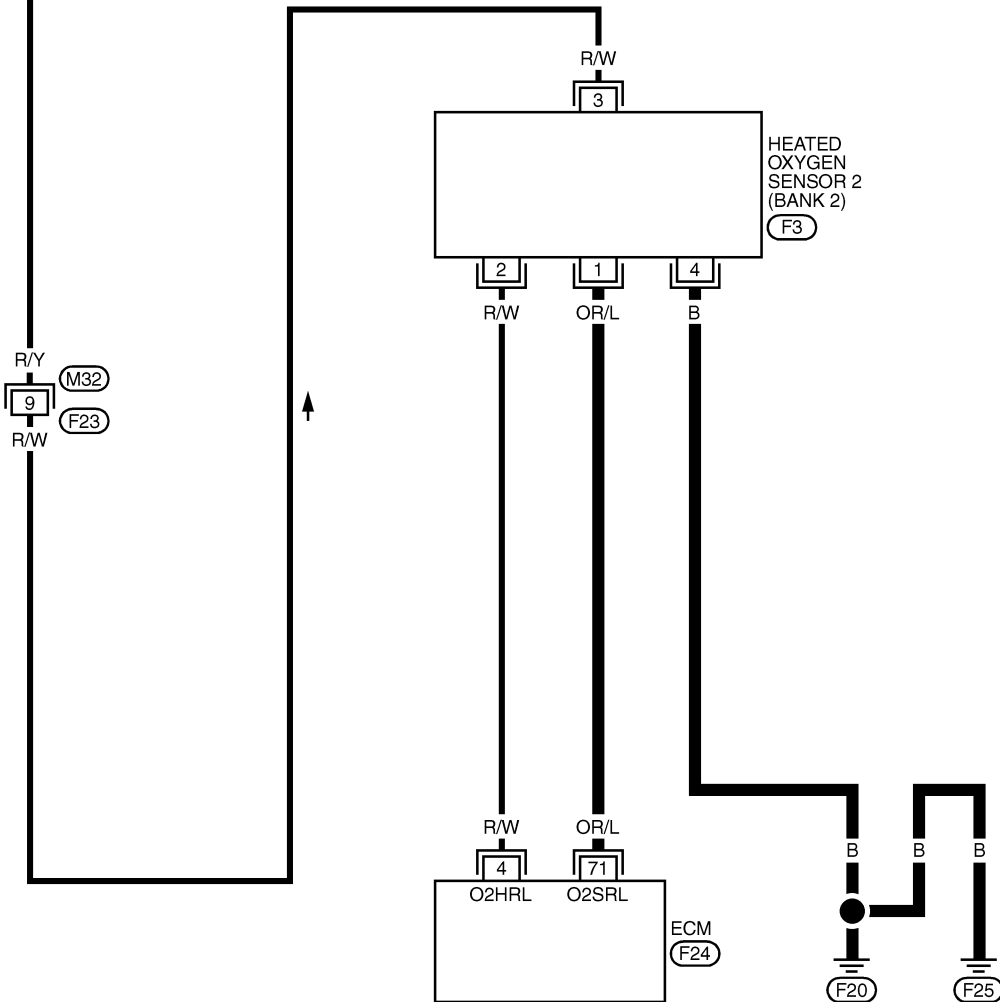 R/W
3
HEATED
OXYGEN
SENSOR 2
(BANK 2)
F3
2
1
4
R/W
OR/L
B
R/Y
M32
9
F23
R/W
R/W
OR/L
B
B
B
4
71
O2HRL
O2SRL
ECM
F24
F20
F25